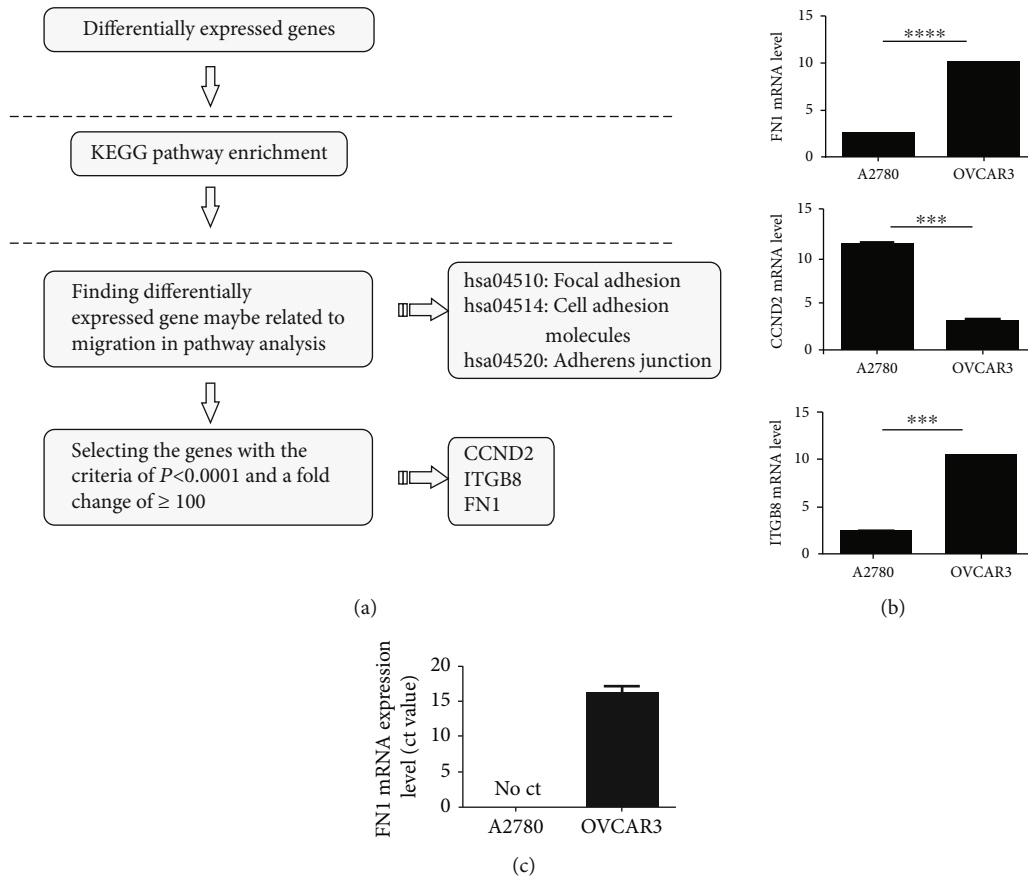 Differentially expressed genes
KEGG pathway enrichment
Finding differentially
expressed gene maybe related to
migration in pathway analysis
hsa04510: Focal adhesion
hsa04514: Cell adhesion
molecules
hsa04520: Adherens junction
Selecting the genes with the
criteria of P<0.0001 and a fold
change of ≥ 100
CCND2
ITGB8
FN1
(a)
FN1 mRNA level
15
10
5
0
****
A2780
OVCAR3
CCND2 mRNA level
15
10
5
0
***
A2780
OVCAR3
ITGB8 mRNA level
15
10
5
0
***
A2780
OVCAR3
(b)
FN1 mRNA expression
level (ct value)
20
15
10
5
0
No ct
A2780
OVCAR3
(c)